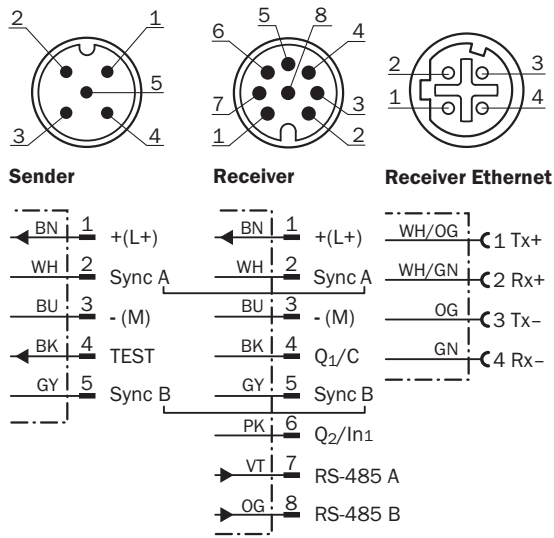 2 1
5
3 4
5 8
6 4
7 3
1 2
2 3
1 4
Sender
BN 1 +(L+)
WH 2 Sync A
BU 3 - (M)
BK 4 TEST
GY 5 Sync B
Receiver
BN 1 +(L+)
WH 2 Sync A
BU 3 - (M)
BK 4 Q1/C
GY 5 Sync B
PK 6 Q2/In1
VT 7 RS-485 A
OG 8 RS-485 B
Receiver Ethernet
WH/OG 1 Tx+
WH/GN 2 Rx+
OG 3 Tx–
GN 4 Rx–